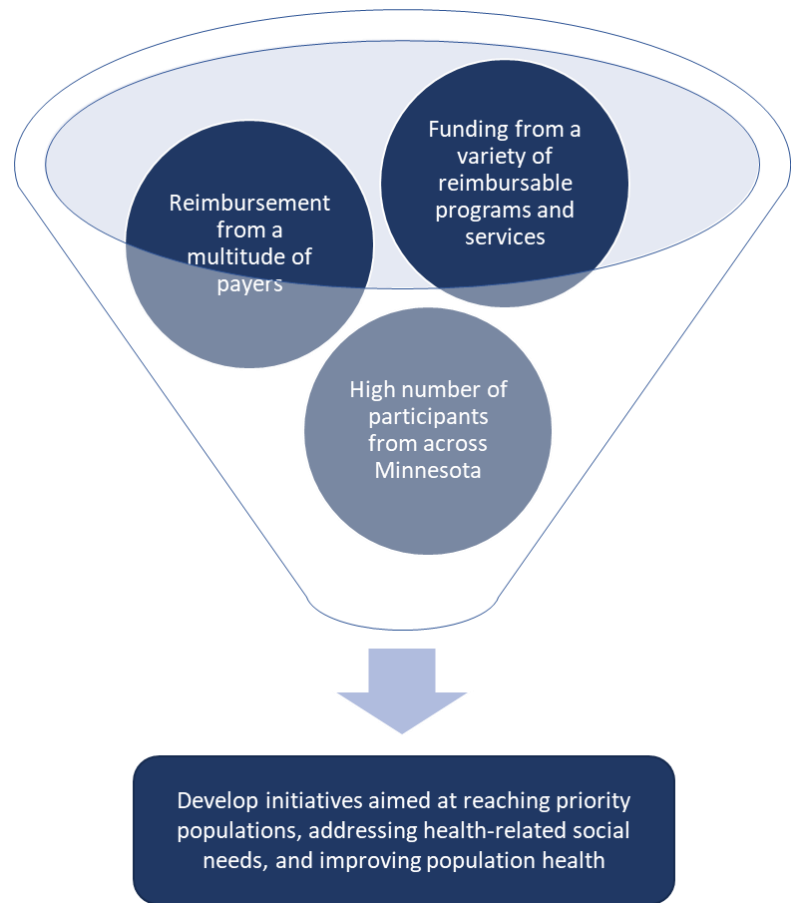 Funding from a
variety of
reimbursable
programs and
services
Reimbursement
from a
multitude of
payers
High number of
participants
from across
Minnesota
Develop initiatives aimed at reaching priority
populations, addressing health-related social
needs, and improving population health